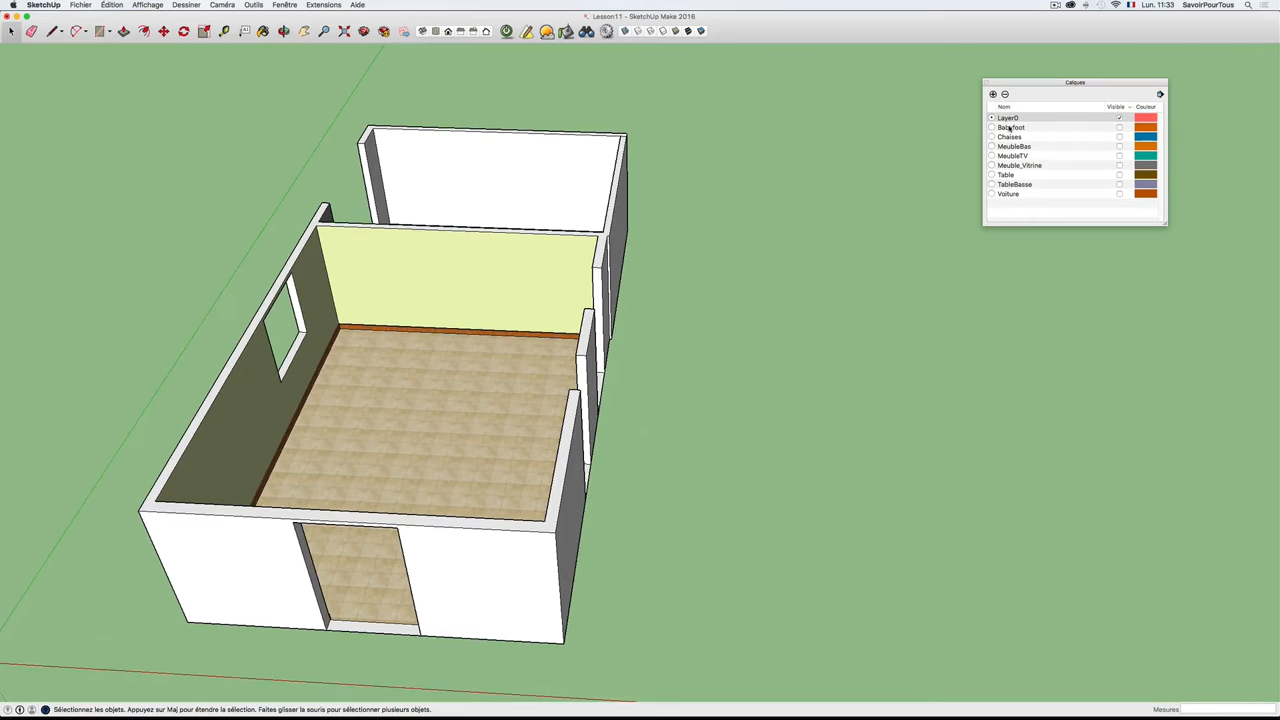 SketchUp Fichier Édition Affichage Dessiner Caméra Outils Fenêtre Extensions Aide Lun. 11:33 SavoirPourTous
Lesson11 - SketchUp Make 2016
Calques
Nom Visible Couleur
Layer0
Babyfoot
Chaises
MeubleBas
MeubleTV
Meuble_Vitrine
Table
TableBasse
Voiture
Sélectionnez les objets. Appuyez sur Maj pour étendre la sélection. Faites glisser la souris pour sélectionner plusieurs objets. Mesures